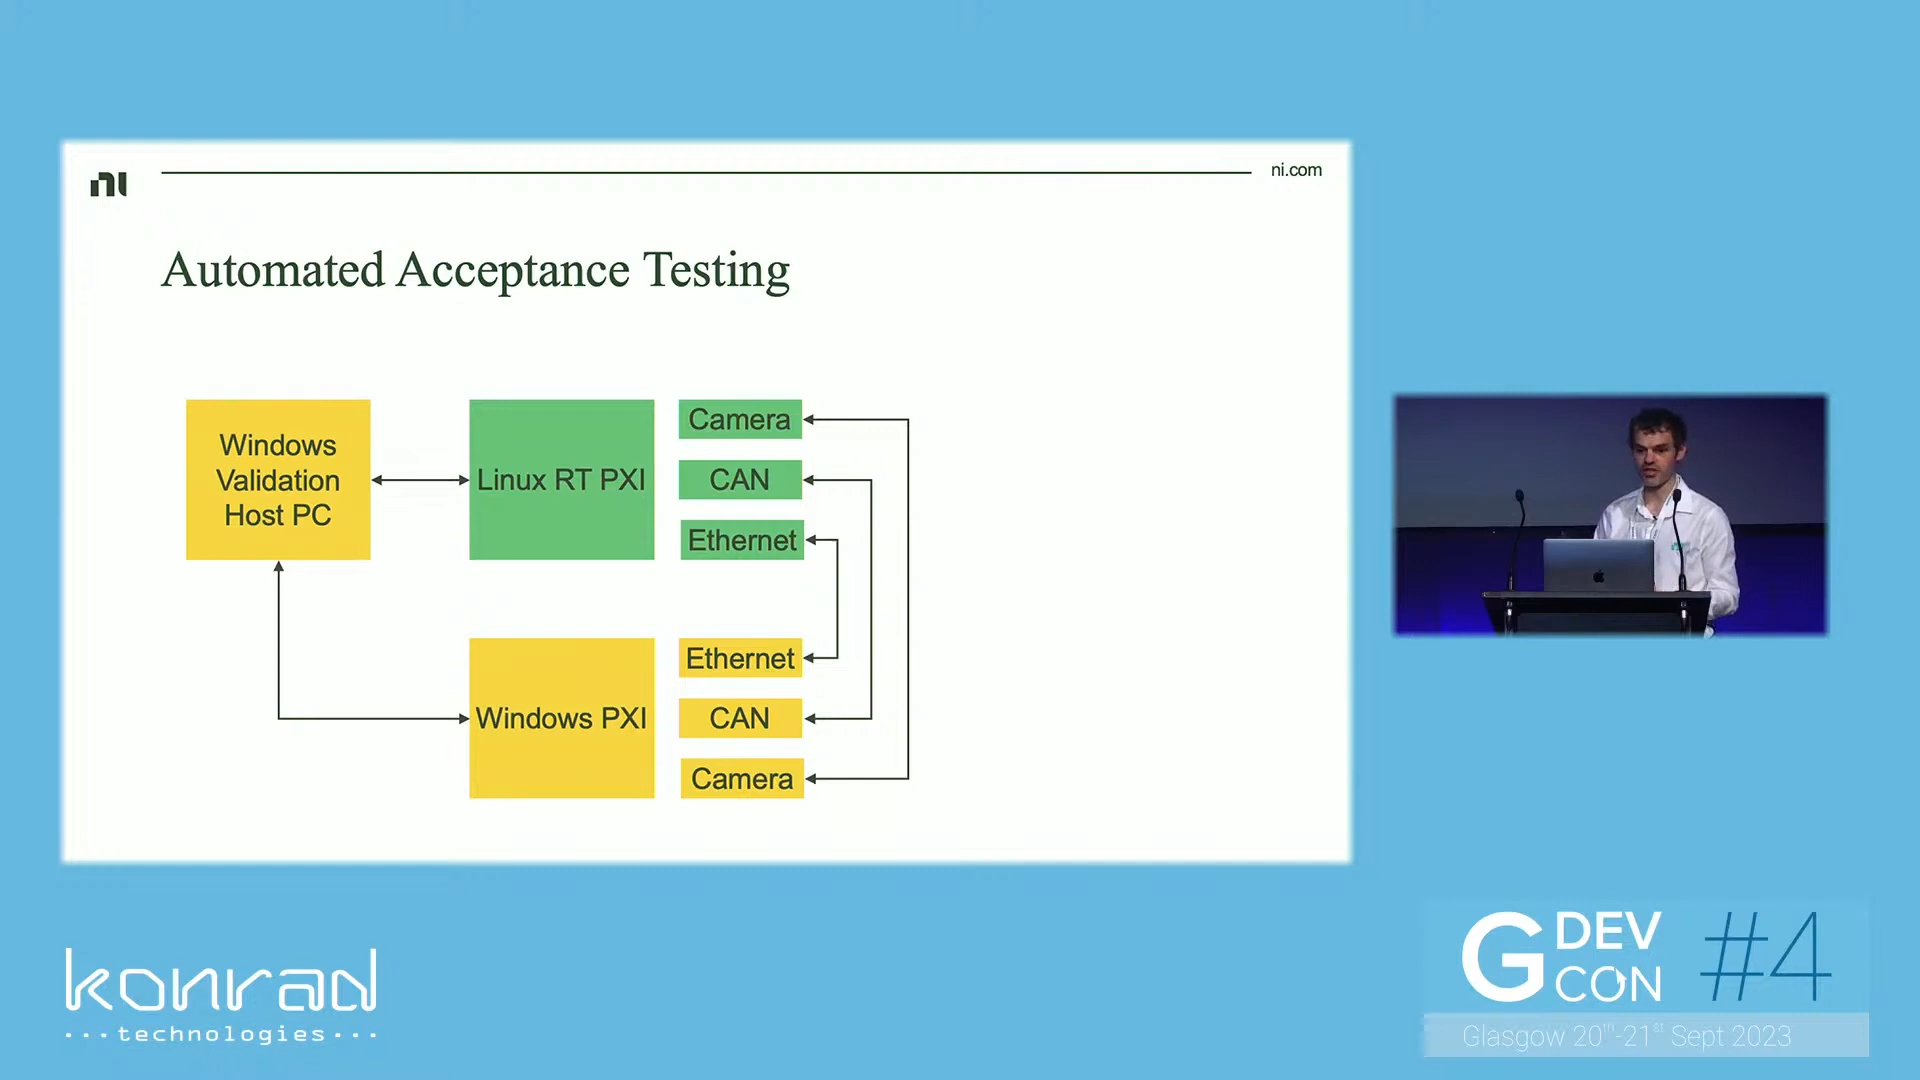 ni
ni.com
Automated Acceptance Testing
Windows
Validation
Host PC
Linux RT PXI
Camera
CAN
Ethernet
Windows PXI
Ethernet
CAN
Camera
konrad
technologies
G DEV
CON
#4
Glasgow 20th-21st Sept 2023